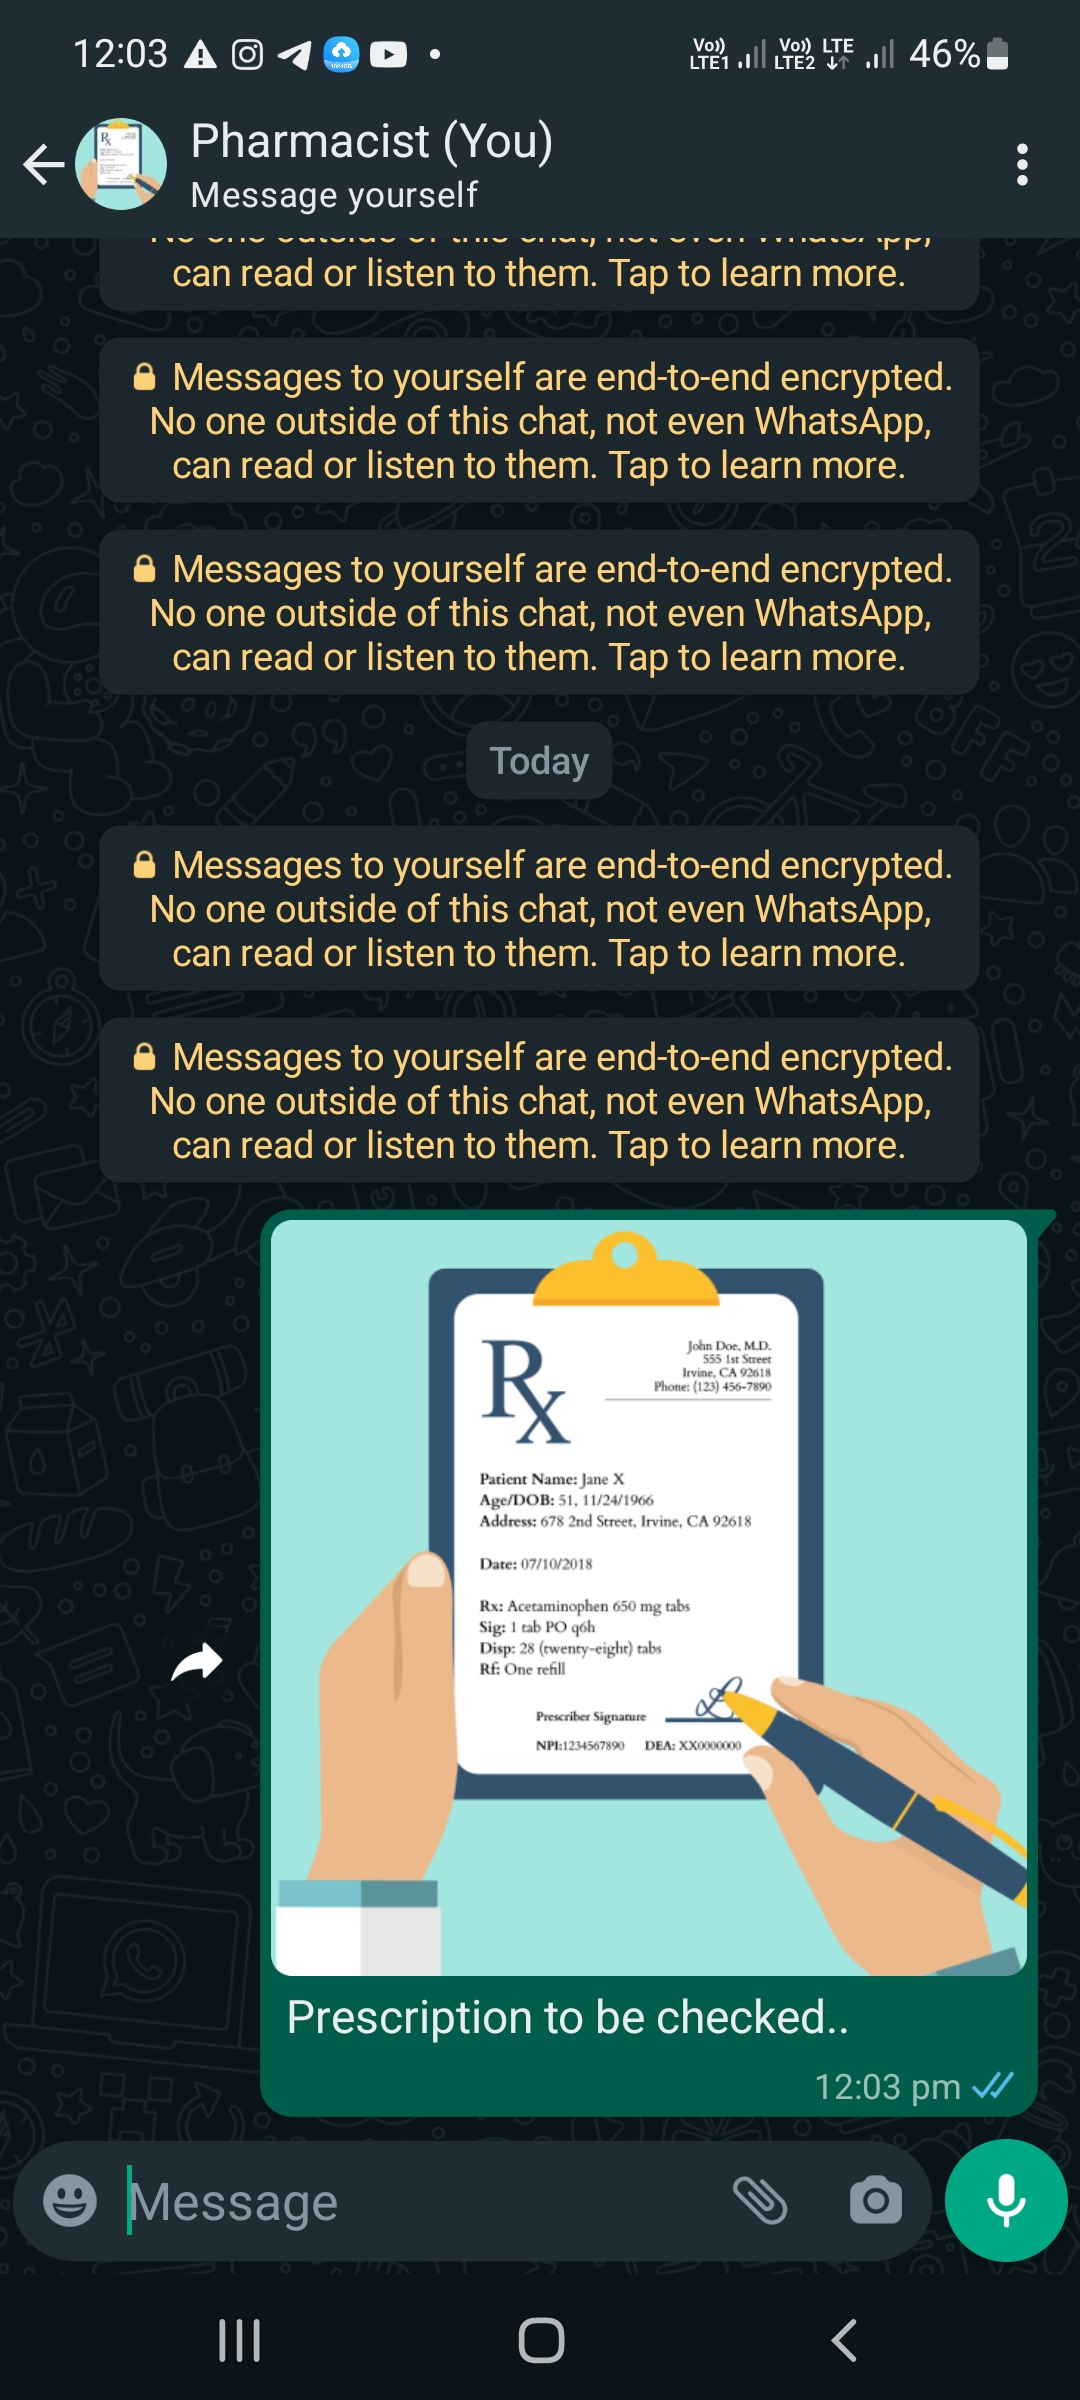 12:03
Vo)) LTE1 Vo)) LTE2 LTE 46%
Pharmacist (You)
Message yourself
No one outside of this chat, not even WhatsApp,
can read or listen to them. Tap to learn more.
Messages to yourself are end-to-end encrypted.
No one outside of this chat, not even WhatsApp,
can read or listen to them. Tap to learn more.
Messages to yourself are end-to-end encrypted.
No one outside of this chat, not even WhatsApp,
can read or listen to them. Tap to learn more.
Today
Messages to yourself are end-to-end encrypted.
No one outside of this chat, not even WhatsApp,
can read or listen to them. Tap to learn more.
Messages to yourself are end-to-end encrypted.
No one outside of this chat, not even WhatsApp,
can read or listen to them. Tap to learn more.
Rx
John Doe, M.D.
555 1st Street
Irvine, CA 92618
Phone: (123) 456-7890
Patient Name: Jane X
Age/DOB: 51, 11/24/1966
Address: 678 2nd Street, Irvine, CA 92618
Date: 07/10/2018
Rx: Acetaminophen 650 mg tabs
Sig: 1 tab PO q6h
Disp: 28 (twenty-eight) tabs
Rf: One refill
Prescriber Signature
NPI:1234567890 DEA: XX0000000
Prescription to be checked..
12:03 pm
Message